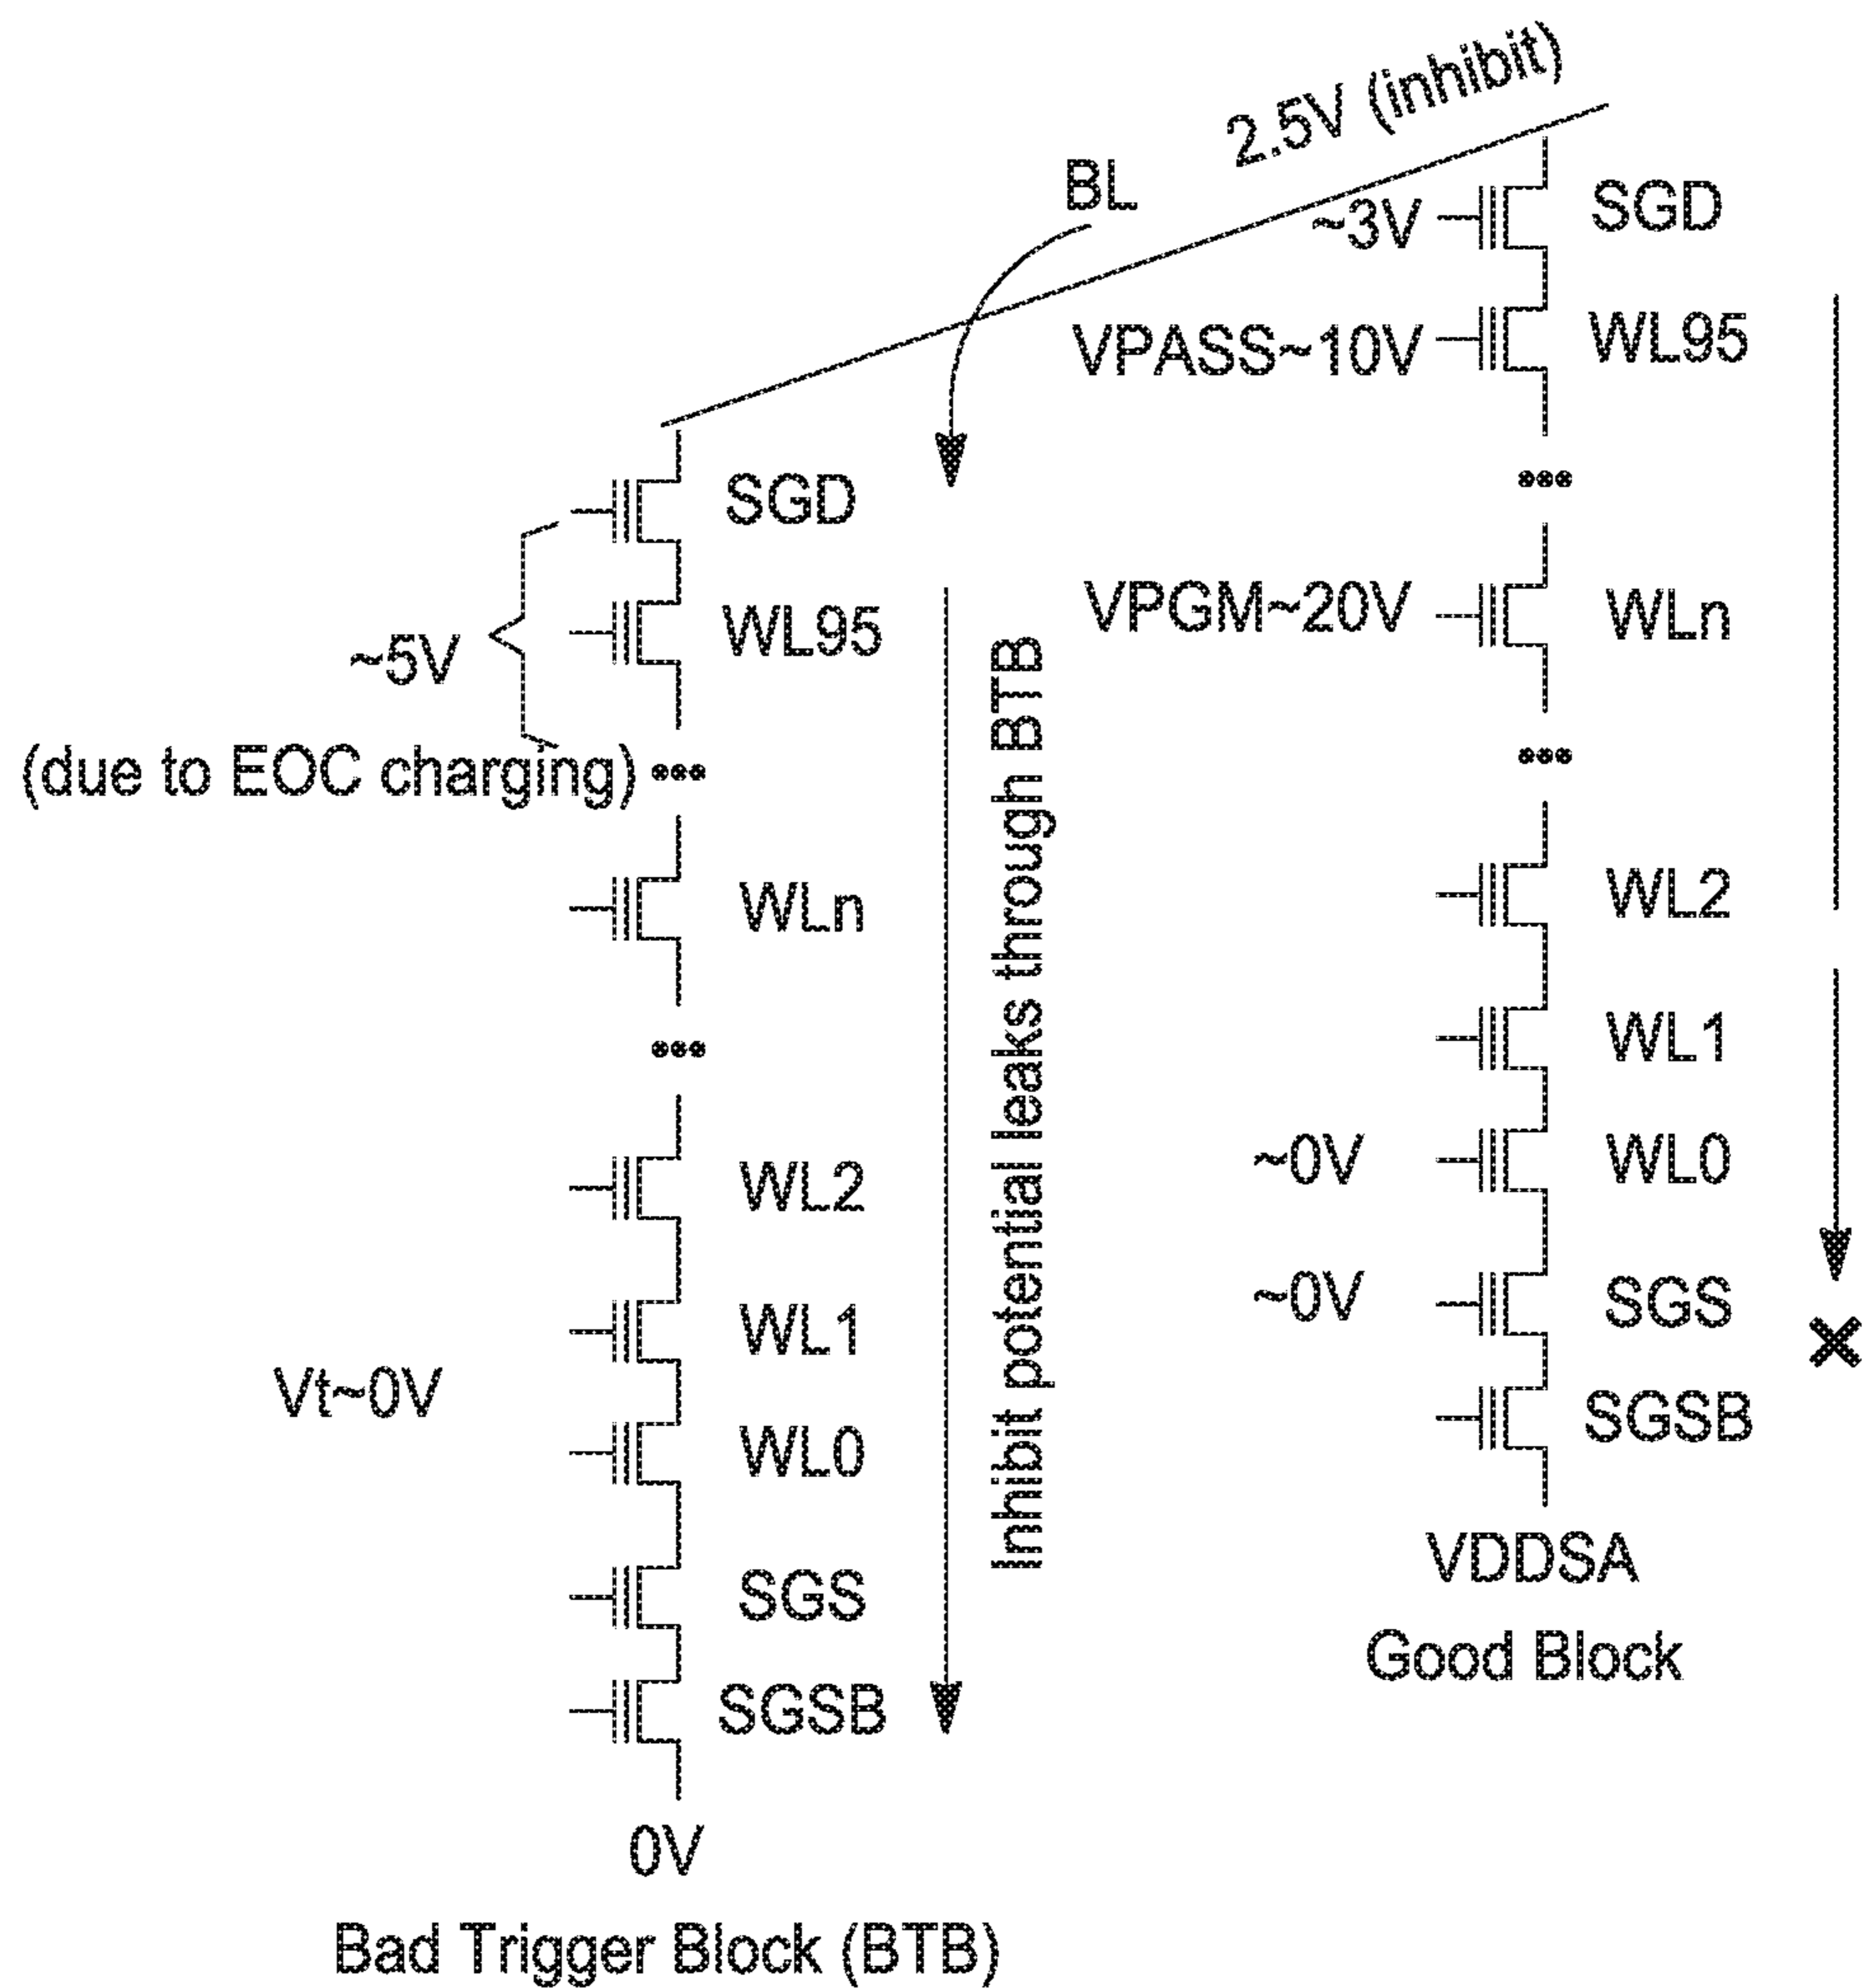 2.5V (inhibit)
BL
~3V
SGD
VPASS~10V
WL95
VPGM~20V
WLn
WL2
WL1
~0V
WL0
~0V
SGS
SGSB
VDDSA
Good Block
SGD
WL95
~5V
(due to EOC charging)
WLn
WL2
WL1
Vt~0V
WL0
SGS
SGSB
0V
Bad Trigger Block (BTB)
Inhibit potential leaks through BTB